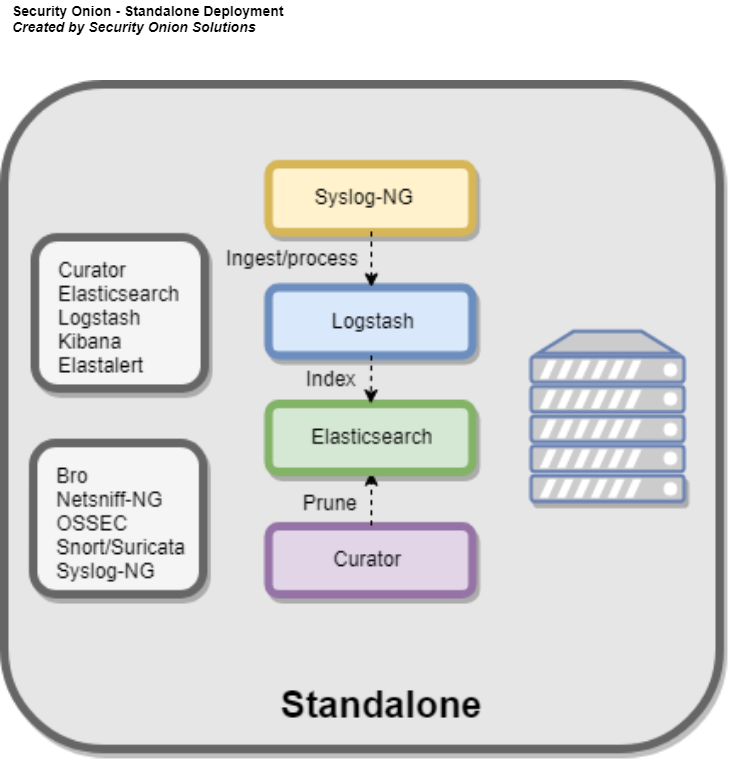 Security Onion - Standalone Deployment
Created by Security Onion Solutions
Syslog-NG
Ingest/process
Logstash
Index
Elasticsearch
Prune
Curator
Curator
Elasticsearch
Logstash
Kibana
Elastalert
Bro
Netsniff-NG
OSSEC
Snort/Suricata
Syslog-NG
Standalone